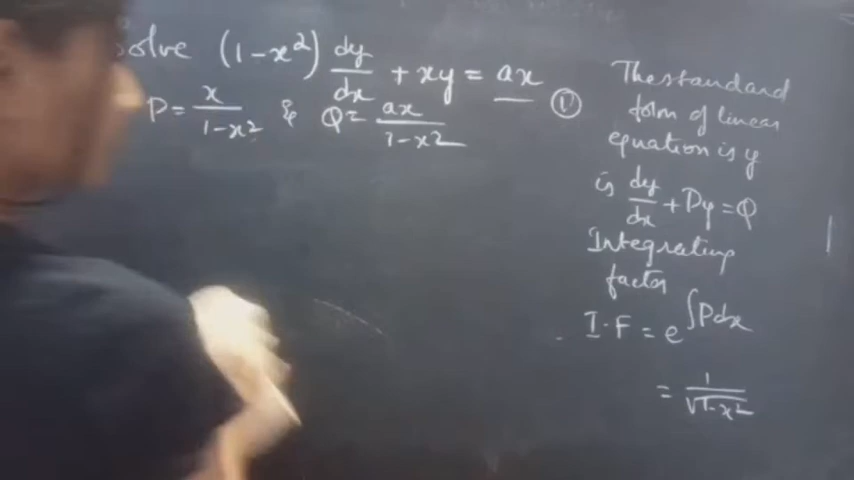 Solve (1-x²) dy/dx + xy = ax ①
P = x/1-x² & Q = ax/1-x²
The standard
form of linear
equation is y
is dy/dx + Py = Q
Integrating
factor
I.F = e^∫Pdx
= 1/√1-x²